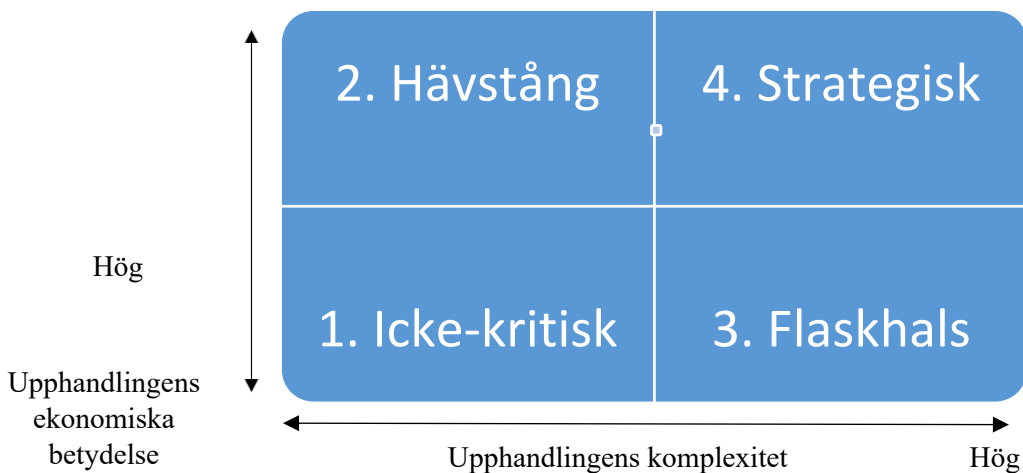 2. Hävstång
4. Strategisk
Hög
1. Icke-kritisk
3. Flaskhals
Upphandlingens
ekonomiska
betydelse
Upphandlingens komplexitet
Hög